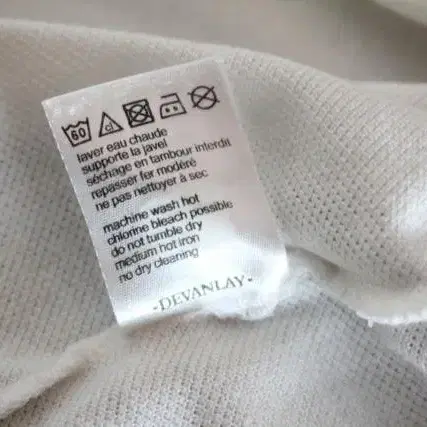 60 cl
laver eau chaude
supporte la javel
séchage en tambour interdit
repasser fer modéré
ne pas nettoyer à sec
machine wash hot
chlorine bleach possible
do not tumble dry
medium hot iron
no dry cleaning
·DEVANLAY·